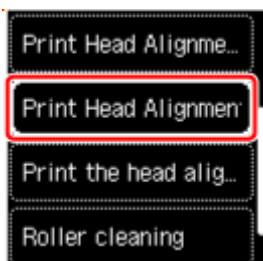 Print Head Alignme...
Print Head Alignmen
Print the head alig...
Roller cleaning